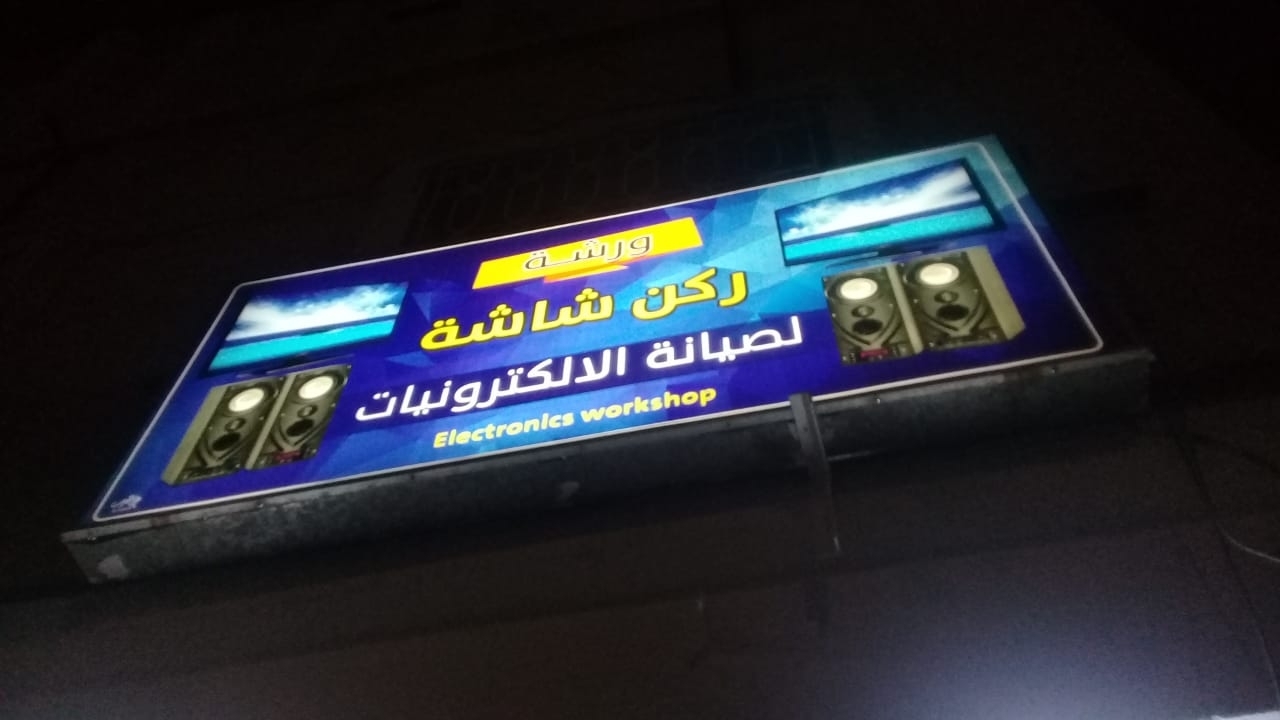 ورشة
ركن شاشة
لصيانة الالكترونيات
Electronics workshop